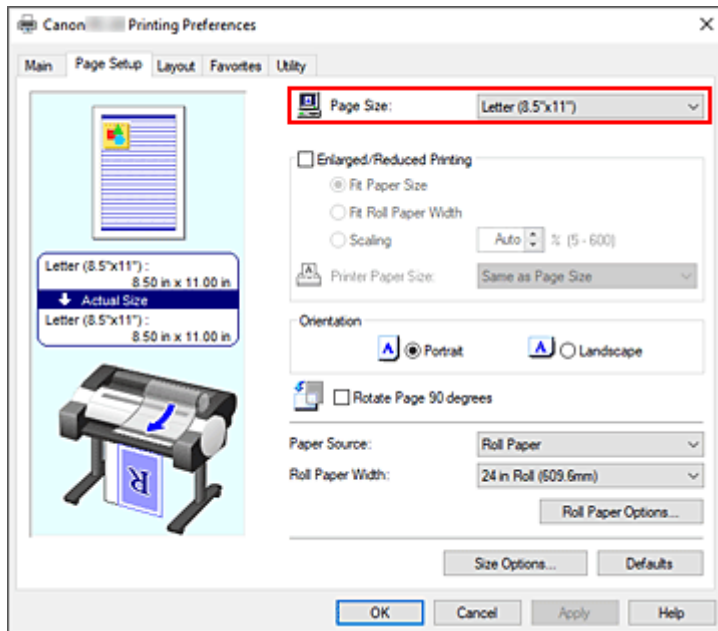 Canon Printing Preferences
Main Page Setup Layout Favorites Utility
Page Size: Letter (8.5"x11")
Enlarged/Reduced Printing
Fit Paper Size
Fit Roll Paper Width
Scaling Auto % (5 - 600)
Printer Paper Size: Same as Page Size
Letter (8.5"x11") :
8.50 in x 11.00 in
Actual Size
Letter (8.5"x11") :
8.50 in x 11.00 in
Orientation
A Portrait A Landscape
Rotate Page 90 degrees
Paper Source: Roll Paper
Roll Paper Width: 24 in Roll (609.6mm)
Roll Paper Options...
R
Size Options... Defaults
OK Cancel Apply Help